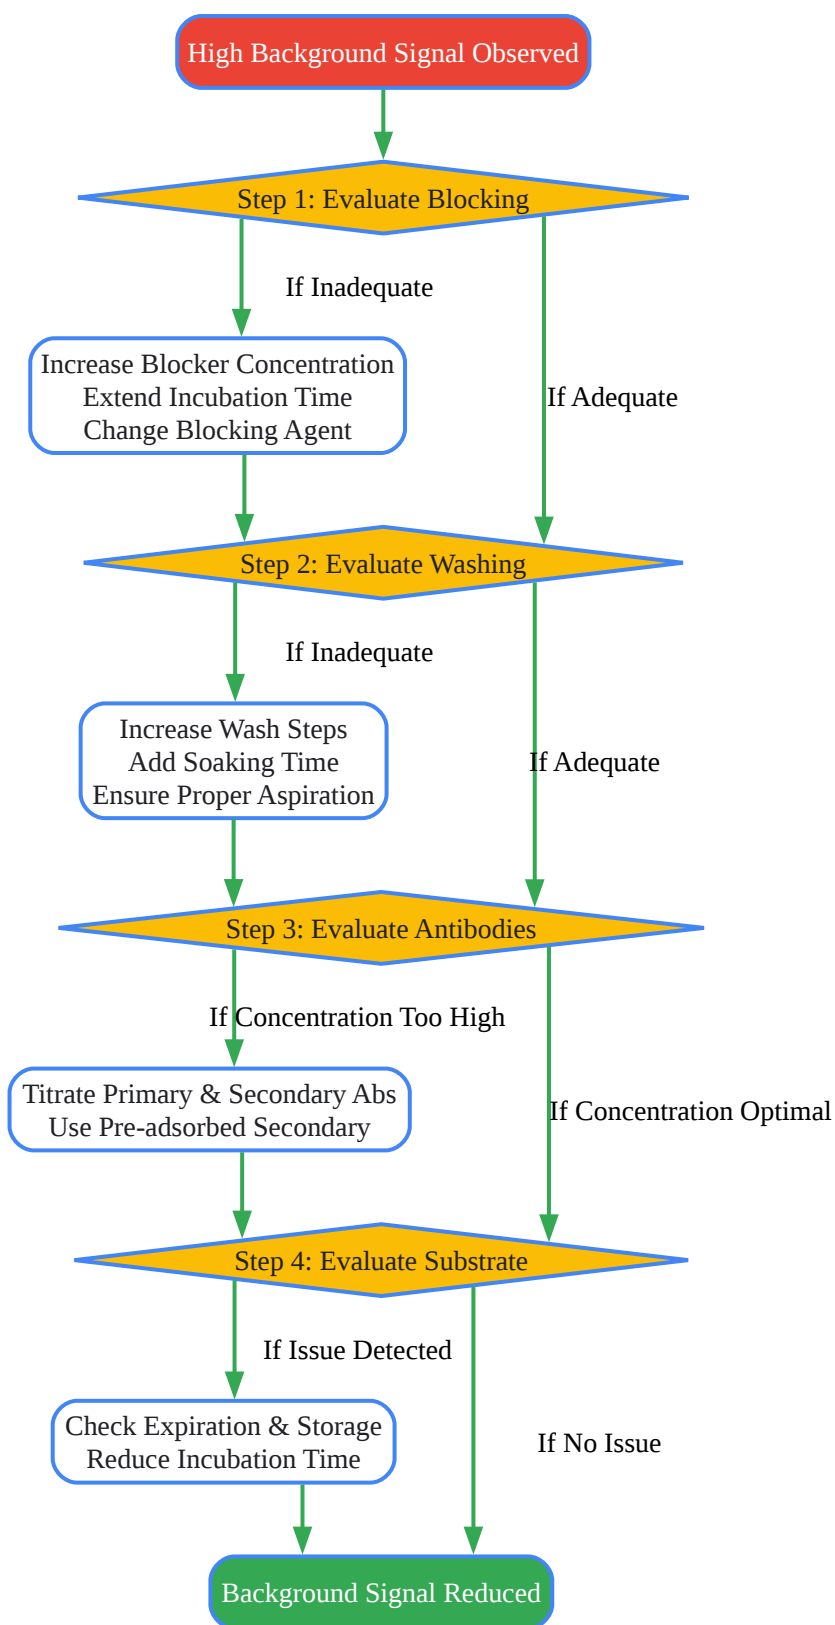 High Background Signal Observed
Step 1: Evaluate Blocking
If Inadequate
Increase Blocker Concentration
Extend Incubation Time
Change Blocking Agent
If Adequate
Step 2: Evaluate Washing
If Inadequate
Increase Wash Steps
Add Soaking Time
Ensure Proper Aspiration
If Adequate
Step 3: Evaluate Antibodies
If Concentration Too High
Titrate Primary & Secondary Abs
Use Pre-adsorbed Secondary
If Concentration Optimal
Step 4: Evaluate Substrate
If Issue Detected
Check Expiration & Storage
Reduce Incubation Time
If No Issue
Background Signal Reduced